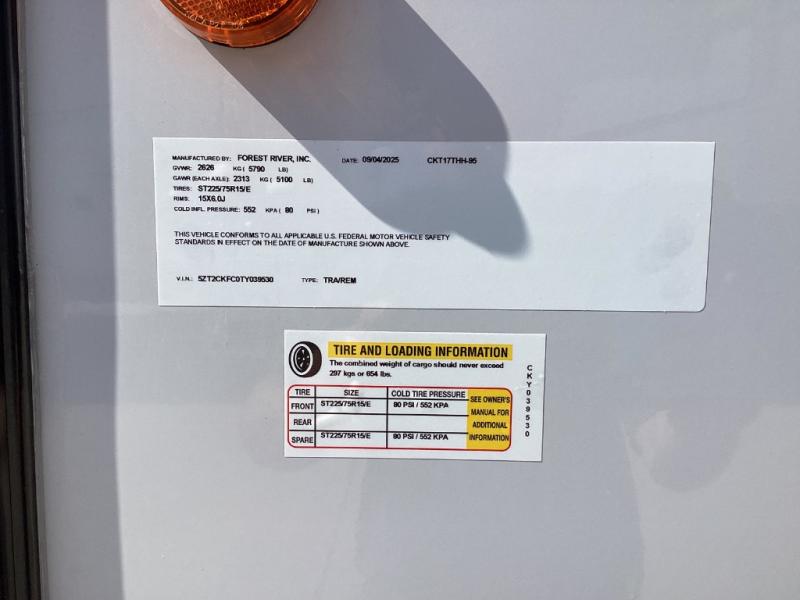 MANUFACTURED BY: FOREST RIVER, INC. DATE: 09/04/2025 CKT17THH-95
GVWR: 2626 KG ( 5790 LB)
GAWR (EACH AXLE): 2313 KG ( 5100 LB)
TIRES: ST225/75R15/E
RIMS: 15X6.0J
COLD INFL. PRESSURE: 552 KPA ( 80 PSI )
THIS VEHICLE CONFORMS TO ALL APPLICABLE U.S. FEDERAL MOTOR VEHICLE SAFETY
STANDARDS IN EFFECT ON THE DATE OF MANUFACTURE SHOWN ABOVE.
V.I.N.: 5ZT2CKFC0TY039530 TYPE: TRA/REM
TIRE AND LOADING INFORMATION
The combined weight of cargo should never exceed
297 kgs or 654 lbs.
TIRE SIZE COLD TIRE PRESSURE
FRONT ST225/75R15/E 80 PSI / 552 KPA
REAR
SPARE ST225/75R15/E 80 PSI / 552 KPA
SEE OWNER'S
MANUAL FOR
ADDITIONAL
INFORMATION
CKY039530